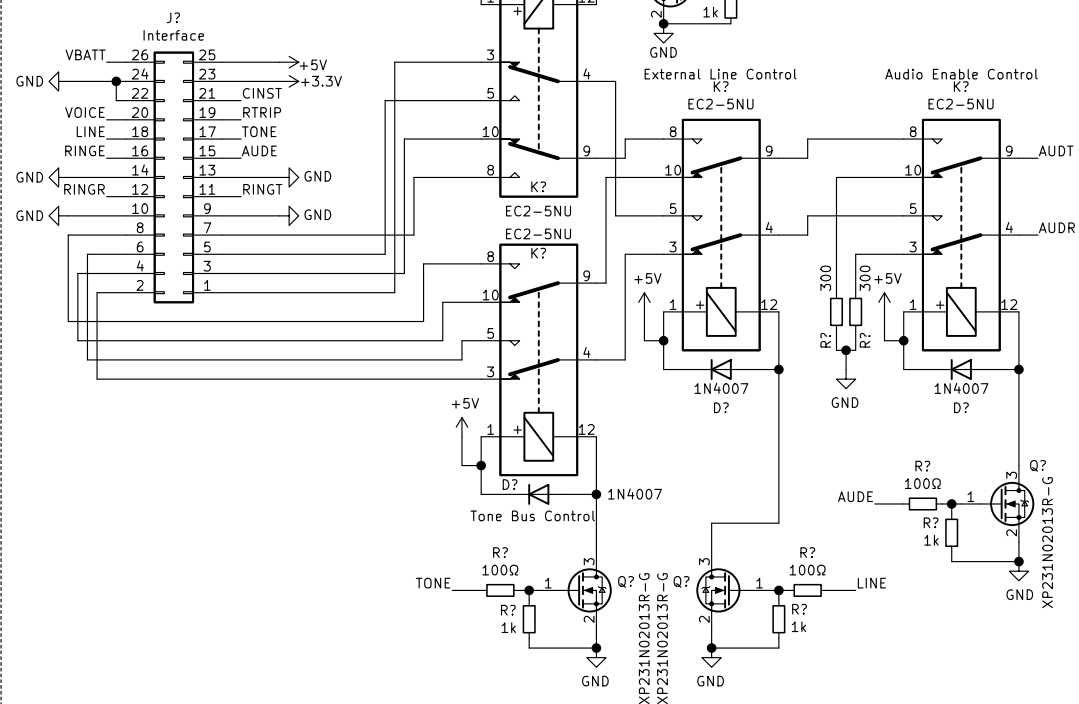 J?
Interface
VBATT 26 25 +5V
GND 24 23 +3.3V
22 21 CINST
VOICE 20 19 RTRIP
LINE 18 17 TONE
RINGE 16 15 AUDE
GND 14 13 GND
RINGR 12 11 RINGT
GND 10 9 GND
8 7
6 5
4 3
2 1
+
3 4
5
10 9
8
K?
EC2-5NU
2
1k
GND
EC2-5NU
K?
8
10 9
5
3 4
+5V
1 + 12
D?
1N4007
Tone Bus Control
External Line Control
K?
EC2-5NU
8
10 9
5
3 4
+5V
1 + 12
1N4007
D?
Audio Enable Control
K?
EC2-5NU
8
10 9 AUDT
5
3 4 AUDR
300 300
R? R?
GND
+5V
1 + 12
1N4007
D?
R?
100Ω
AUDE 1
R?
1k
3
Q?
2
GND
XP231N02013R-G
R?
100Ω
TONE 1
R?
1k
3
Q?
2
GND
XP231N02013R-G
XP231N02013R-G
Q?
3
2
GND
R?
100Ω
1 LINE
R?
1k